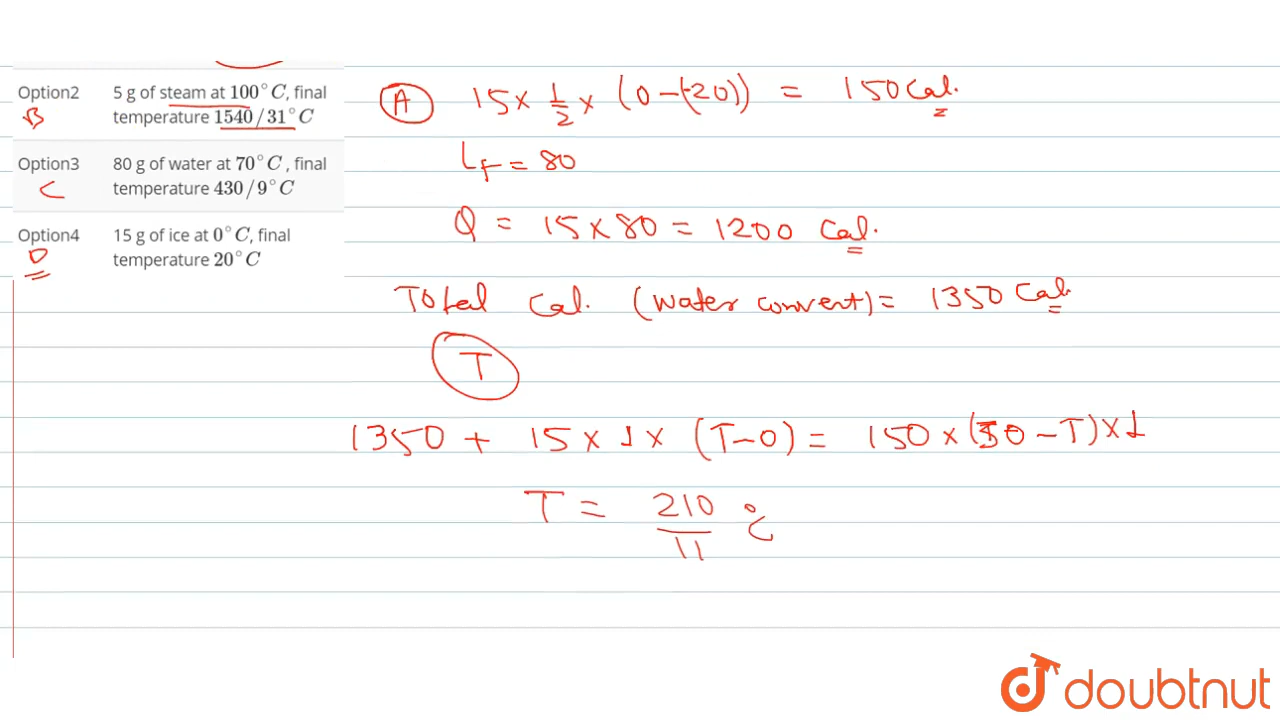 Option2
B
5 g of steam at 100°C, final
temperature 1540/31°C
Option3
C
80 g of water at 70°C , final
temperature 430/9°C
Option4
D
15 g of ice at 0°C, final
temperature 20°C
A 15 × 1/2 × (0-(-20)) = 150 Cal.
Lf = 80
Q = 15 × 80 = 1200 Cal.
Total Cal. (water convert) = 1350 Cal.
T
1350 + 15 × 1 × (T-0) = 150 × (30-T) × 1
T = 210/11 °C
doubtnut